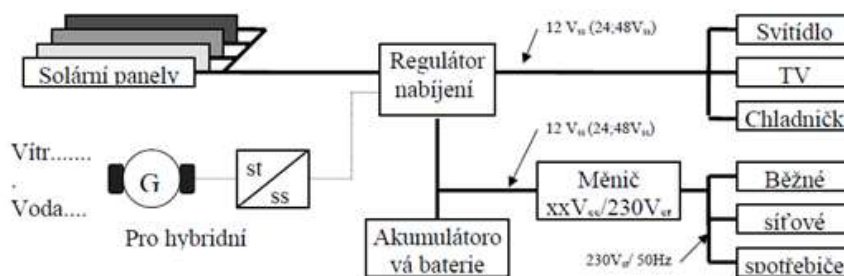 12 Vss (24;48Vss)
Svítidlo
Solární panely
Regulátor
nabíjení
TV
Chladničk
12 Vss (24;48Vss)
Vítr.......
.
Voda....
G
st
ss
Měnič
xxVss/230Vst
Běžné
síťové
spotřebiče
Pro hybridní
Akumulátoro
vá baterie
230Vst/ 50Hz